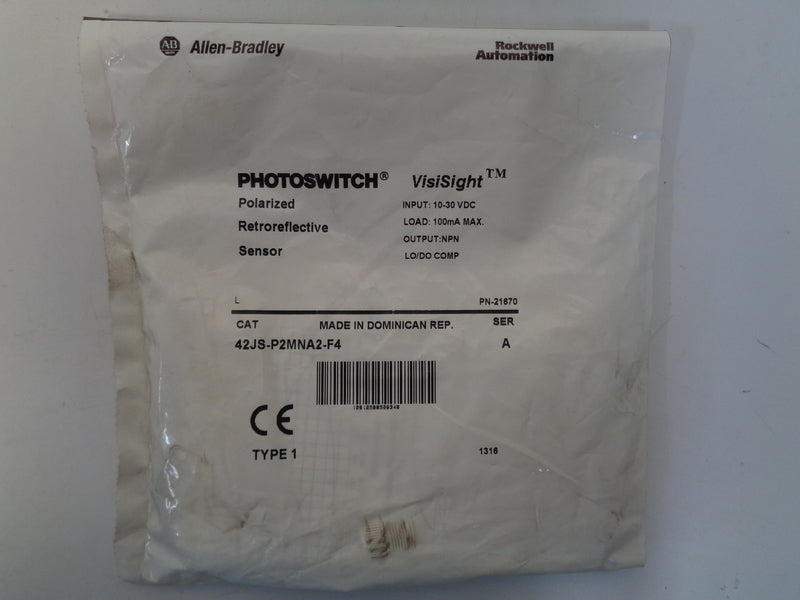 AB Allen-Bradley
Rockwell
Automation
PHOTOSWITCH® VisiSight™
Polarized
Retroreflective
Sensor
INPUT: 10-30 VDC
LOAD: 100mA MAX.
OUTPUT:NPN
LO/DO COMP
L PN-21670
CAT MADE IN DOMINICAN REP. SER
42JS-P2MNA2-F4 A
CE
TYPE 1 1316